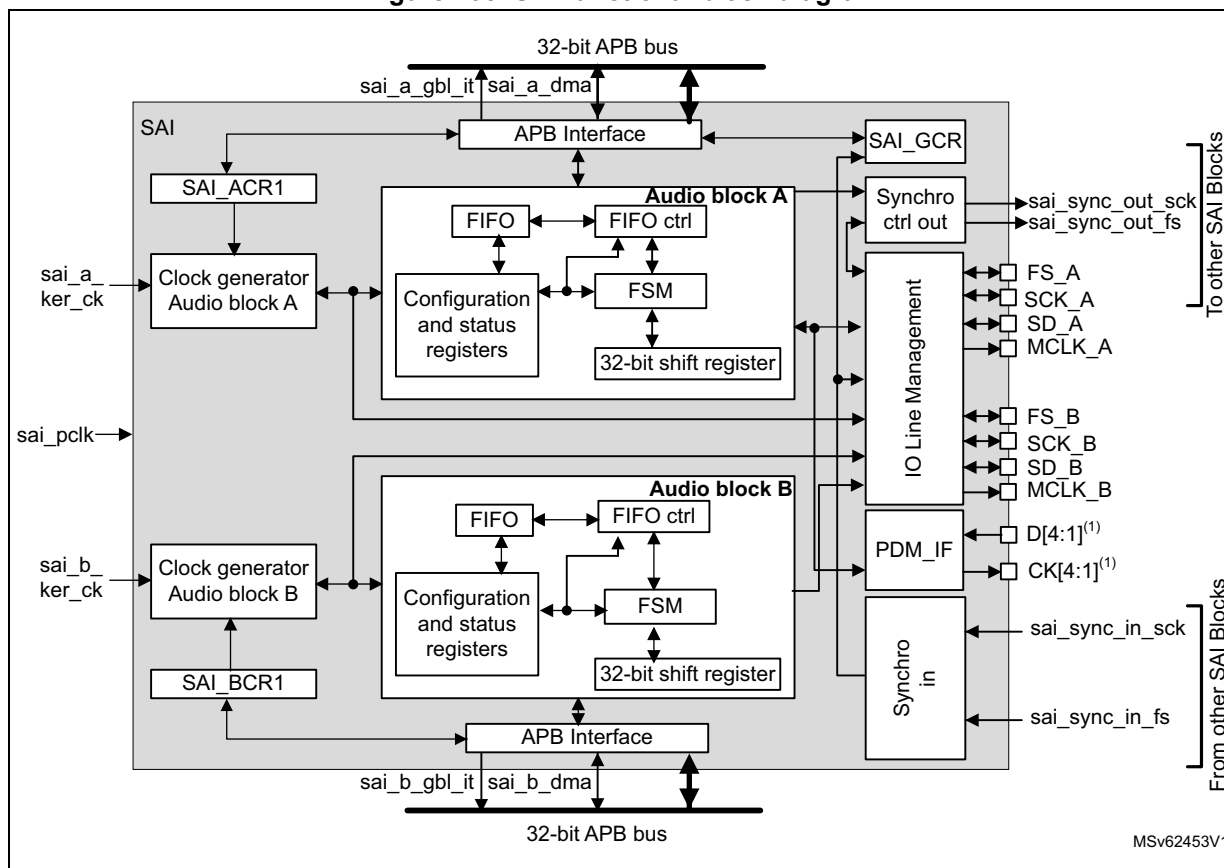 32-bit APB bus
sai_a_gbl_it sai_a_dma
SAI
APB Interface
SAI_GCR
SAI_ACR1
Audio block A
FIFO
FIFO ctrl
Synchro
ctrl out
sai_sync_out_sck
sai_sync_out_fs
To other SAI Blocks
sai_a_
ker_ck
Clock generator
Audio block A
Configuration
and status
registers
FSM
32-bit shift register
IO Line Management
FS_A
SCK_A
SD_A
MCLK_A
sai_pclk
FS_B
SCK_B
SD_B
MCLK_B
Audio block B
FIFO
FIFO ctrl
PDM_IF
D[4:1](1)
CK[4:1](1)
sai_b_
ker_ck
Clock generator
Audio block B
Configuration
and status
registers
FSM
32-bit shift register
Synchro
in
sai_sync_in_sck
sai_sync_in_fs
From other SAI Blocks
SAI_BCR1
APB Interface
sai_b_gbl_it sai_b_dma
32-bit APB bus